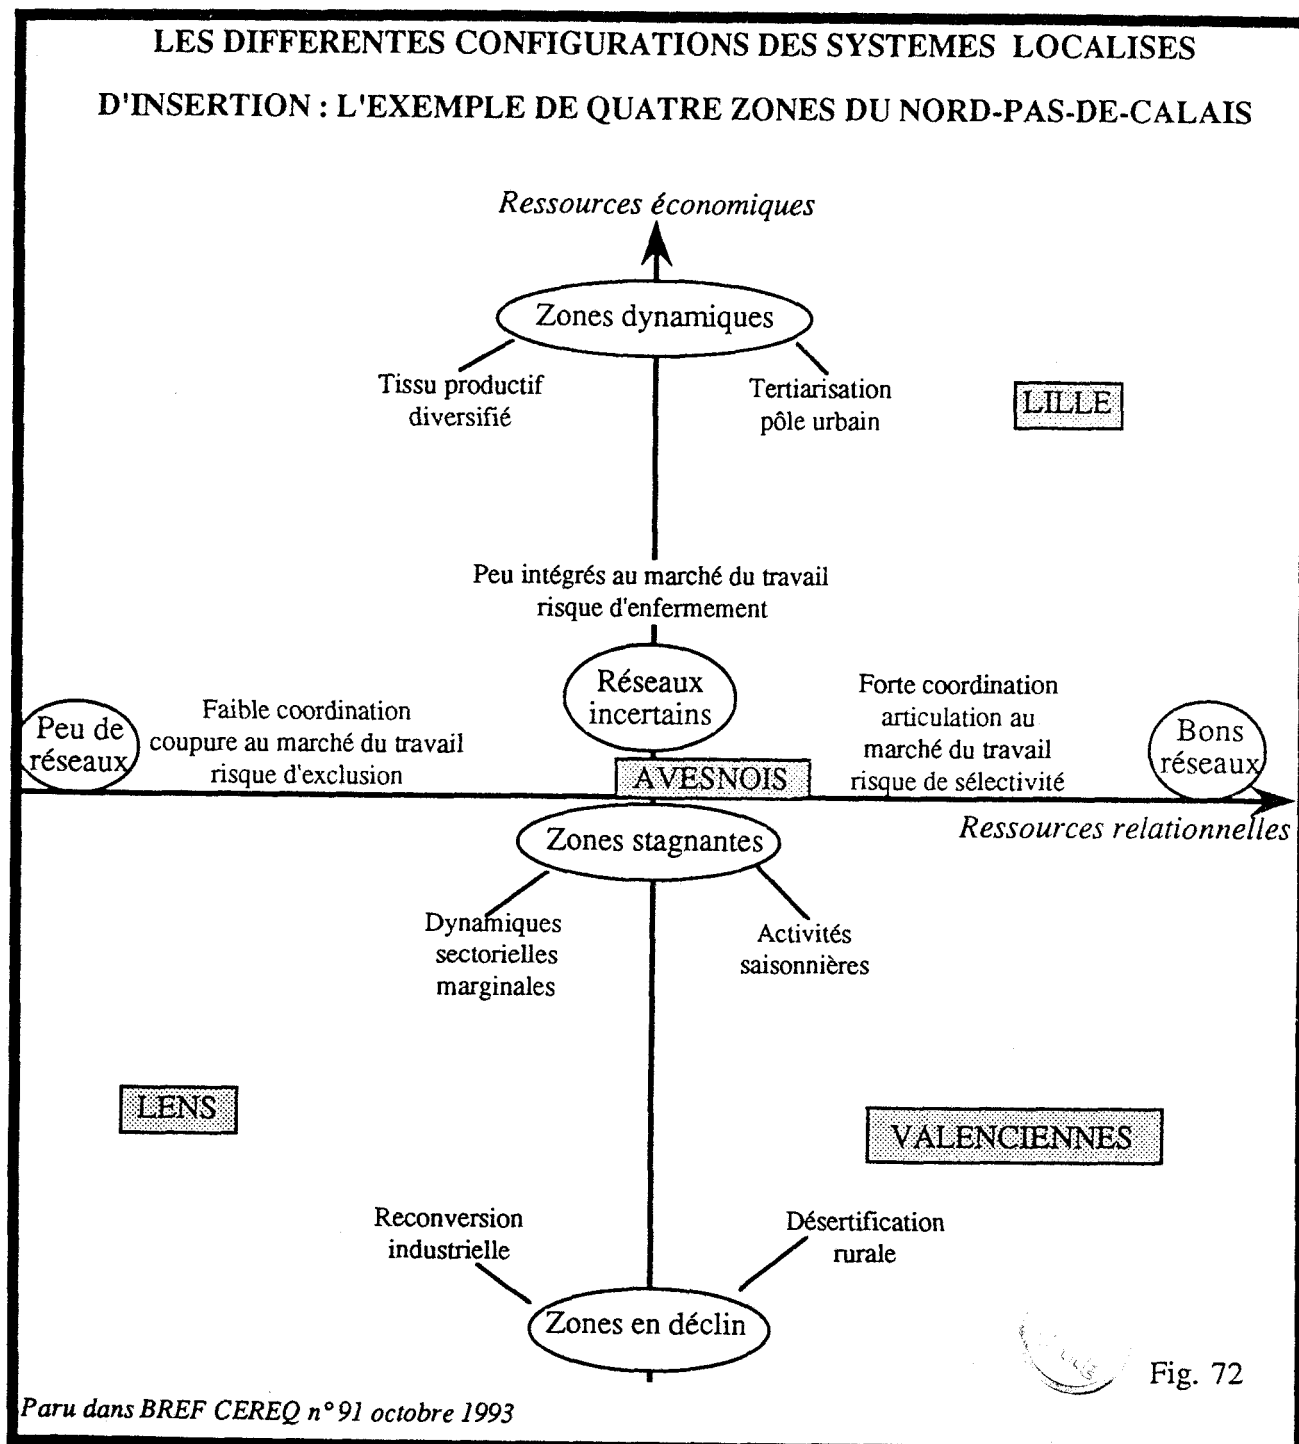 LES DIFFERENTES CONFIGURATIONS DES SYSTEMES LOCALISES
D'INSERTION : L'EXEMPLE DE QUATRE ZONES DU NORD-PAS-DE-CALAIS
Ressources économiques
Zones dynamiques
Tissu productif
diversifié
Tertiarisation
pôle urbain
LILLE
Peu intégrés au marché du travail
risque d'enfermement
Réseaux
incertains
Peu de
réseaux
Faible coordination
coupure au marché du travail
risque d'exclusion
Forte coordination
articulation au
marché du travail
risque de sélectivité
Bons
réseaux
AVESNOIS
Ressources relationnelles
Zones stagnantes
Dynamiques
sectorielles
marginales
Activités
saisonnières
LENS
VALENCIENNES
Reconversion
industrielle
Désertification
rurale
Zones en déclin
Fig. 72
Paru dans BREF CEREQ n° 91 octobre 1993